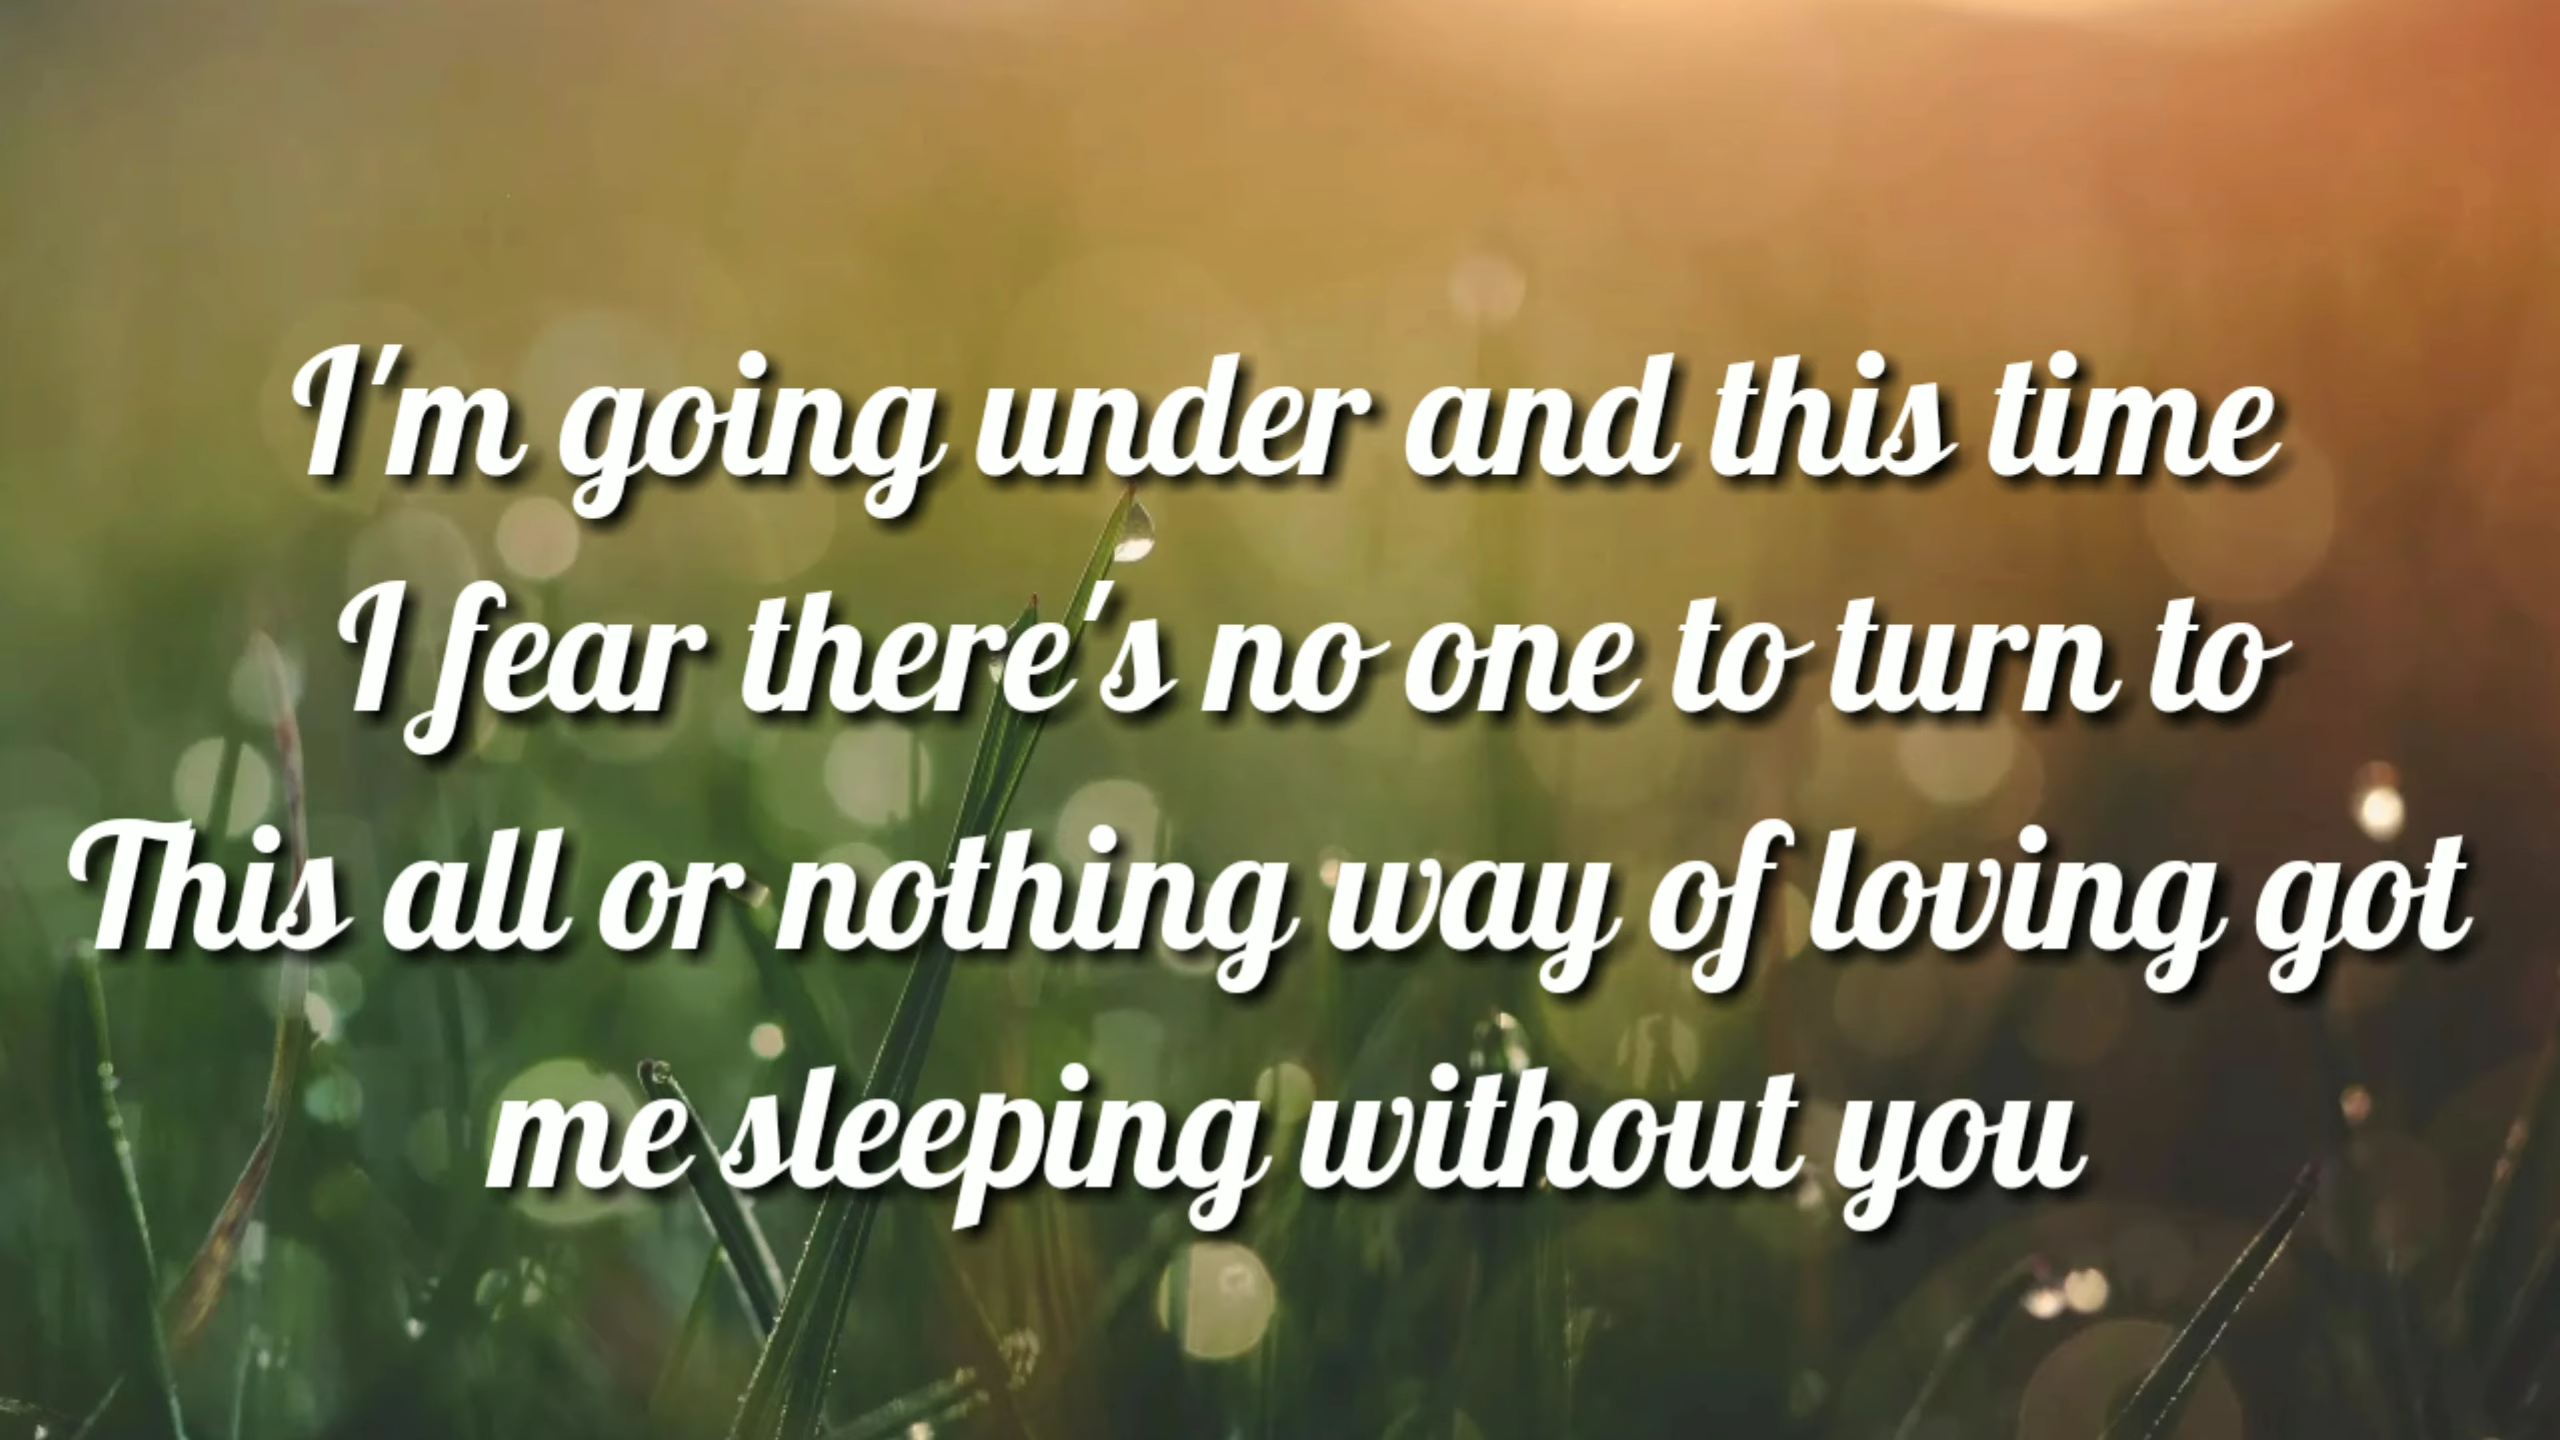 I'm going under and this time
I fear there's no one to turn to
This all or nothing way of loving got
me sleeping without you